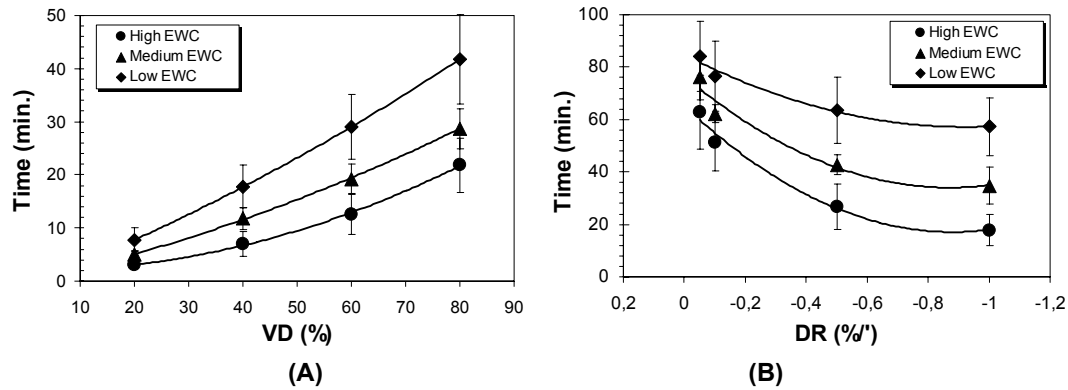 50
40
30
20
10
0
Time (min.)
High EWC
Medium EWC
Low EWC
10 20 30 40 50 60 70 80 90
VD (%)
(A)
100
80
60
40
20
0
Time (min.)
High EWC
Medium EWC
Low EWC
0,2 0 -0,2 -0,4 -0,6 -0,8 -1 -1,2
DR (%/')
(B)